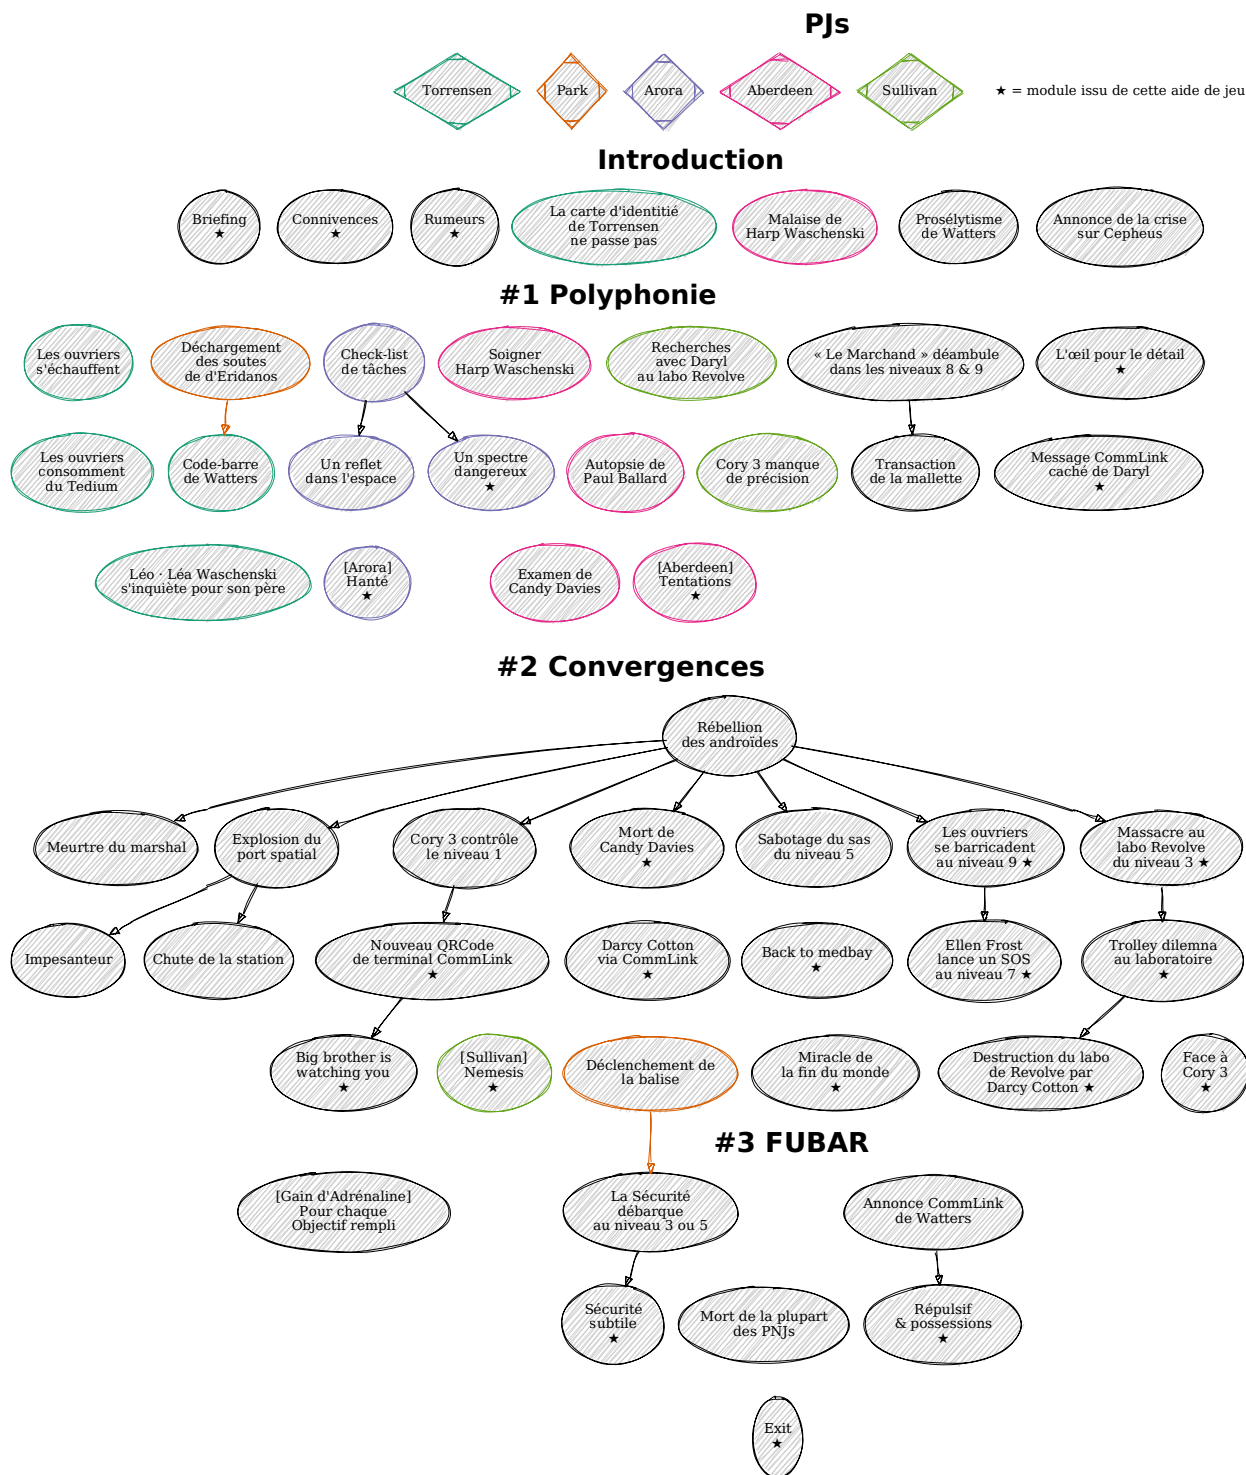 PJs
Torrensen
Park
Arora
Aberdeen
Sullivan
★ = module issu de cette aide de jeu
Introduction
Briefing
★
Connivences
★
Rumeurs
★
La carte d'identitié
de Torrensen
ne passe pas
Malaise de
Harp Waschenski
Prosélytisme
de Watters
Annonce de la crise
sur Cepheus
#1 Polyphonie
Les ouvriers
s'échauffent
Déchargement
des soutes
de d'Eridanos
Check-list
de tâches
Soigner
Harp Waschenski
Recherches
avec Daryl
au labo Revolve
« Le Marchand » déambule
dans les niveaux 8 & 9
L'œil pour le détail
★
Les ouvriers
consomment
du Tedium
Code-barre
de Watters
Un reflet
dans l'espace
Un spectre
dangereux
★
Autopsie de
Paul Ballard
Cory 3 manque
de précision
Transaction
de la mallette
Message CommLink
caché de Daryl
★
Léo · Léa Waschenski
s'inquiète pour son père
[Arora]
Hanté
★
Examen de
Candy Davies
[Aberdeen]
Tentations
★
#2 Convergences
Rébellion
des androïdes
Meurtre du marshal
Explosion du
port spatial
Cory 3 contrôle
le niveau 1
Mort de
Candy Davies
★
Sabotage du sas
du niveau 5
Les ouvriers
se barricadent
au niveau 9 ★
Massacre au
labo Revolve
du niveau 3 ★
Impesanteur
Chute de la station
Nouveau QRCode
de terminal CommLink
★
Darcy Cotton
via CommLink
★
Back to medbay
★
Ellen Frost
lance un SOS
au niveau 7 ★
Trolley dilemna
au laboratoire
★
Big brother is
watching you
★
[Sullivan]
Nemesis
★
Déclenchement de
la balise
Miracle de
la fin du monde
★
Destruction du labo
de Revolve par
Darcy Cotton ★
Face à
Cory 3
★
#3 FUBAR
[Gain d'Adrénaline]
Pour chaque
Objectif rempli
La Sécurité
débarque
au niveau 3 ou 5
Annonce CommLink
de Watters
Sécurité
subtile
★
Mort de la plupart
des PNJs
Répulsif
& possessions
★
Exit
★